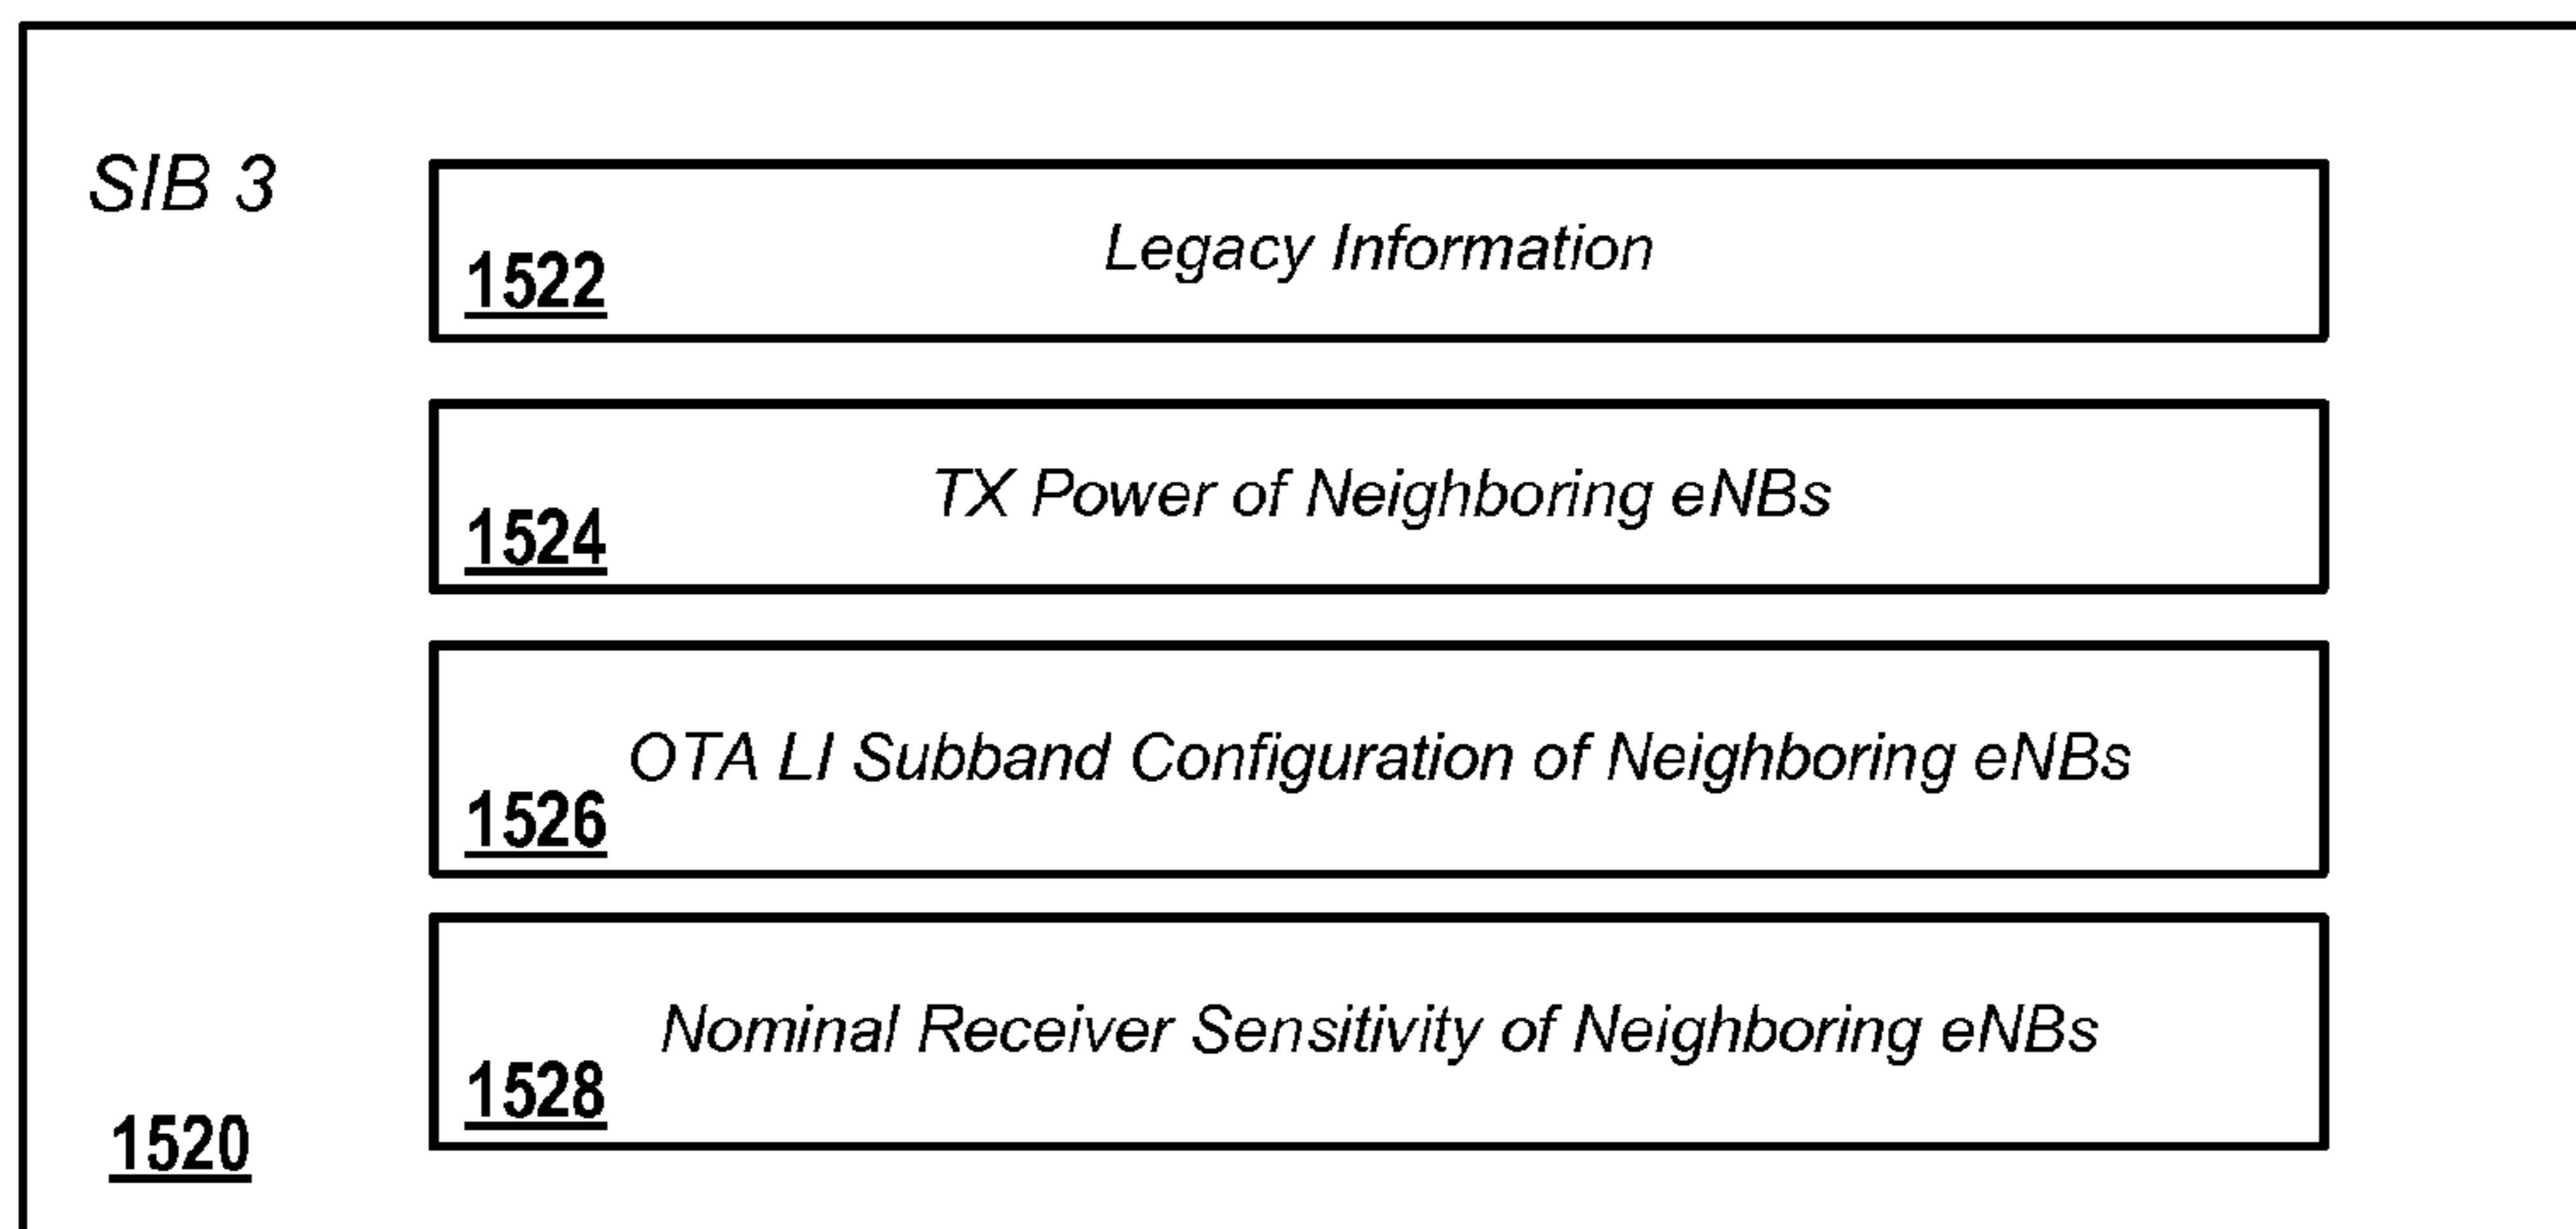 SIB 3
Legacy Information
1522
TX Power of Neighboring eNBs
1524
OTA LI Subband Configuration of Neighboring eNBs
1526
Nominal Receiver Sensitivity of Neighboring eNBs
1528
1520